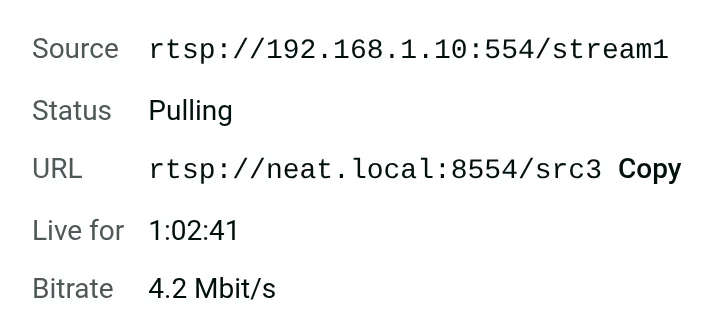 Source rtsp://192.168.1.10:554/stream1
Status Pulling
URL rtsp://neat.local:8554/src3 Copy
Live for 1:02:41
Bitrate 4.2 Mbit/s